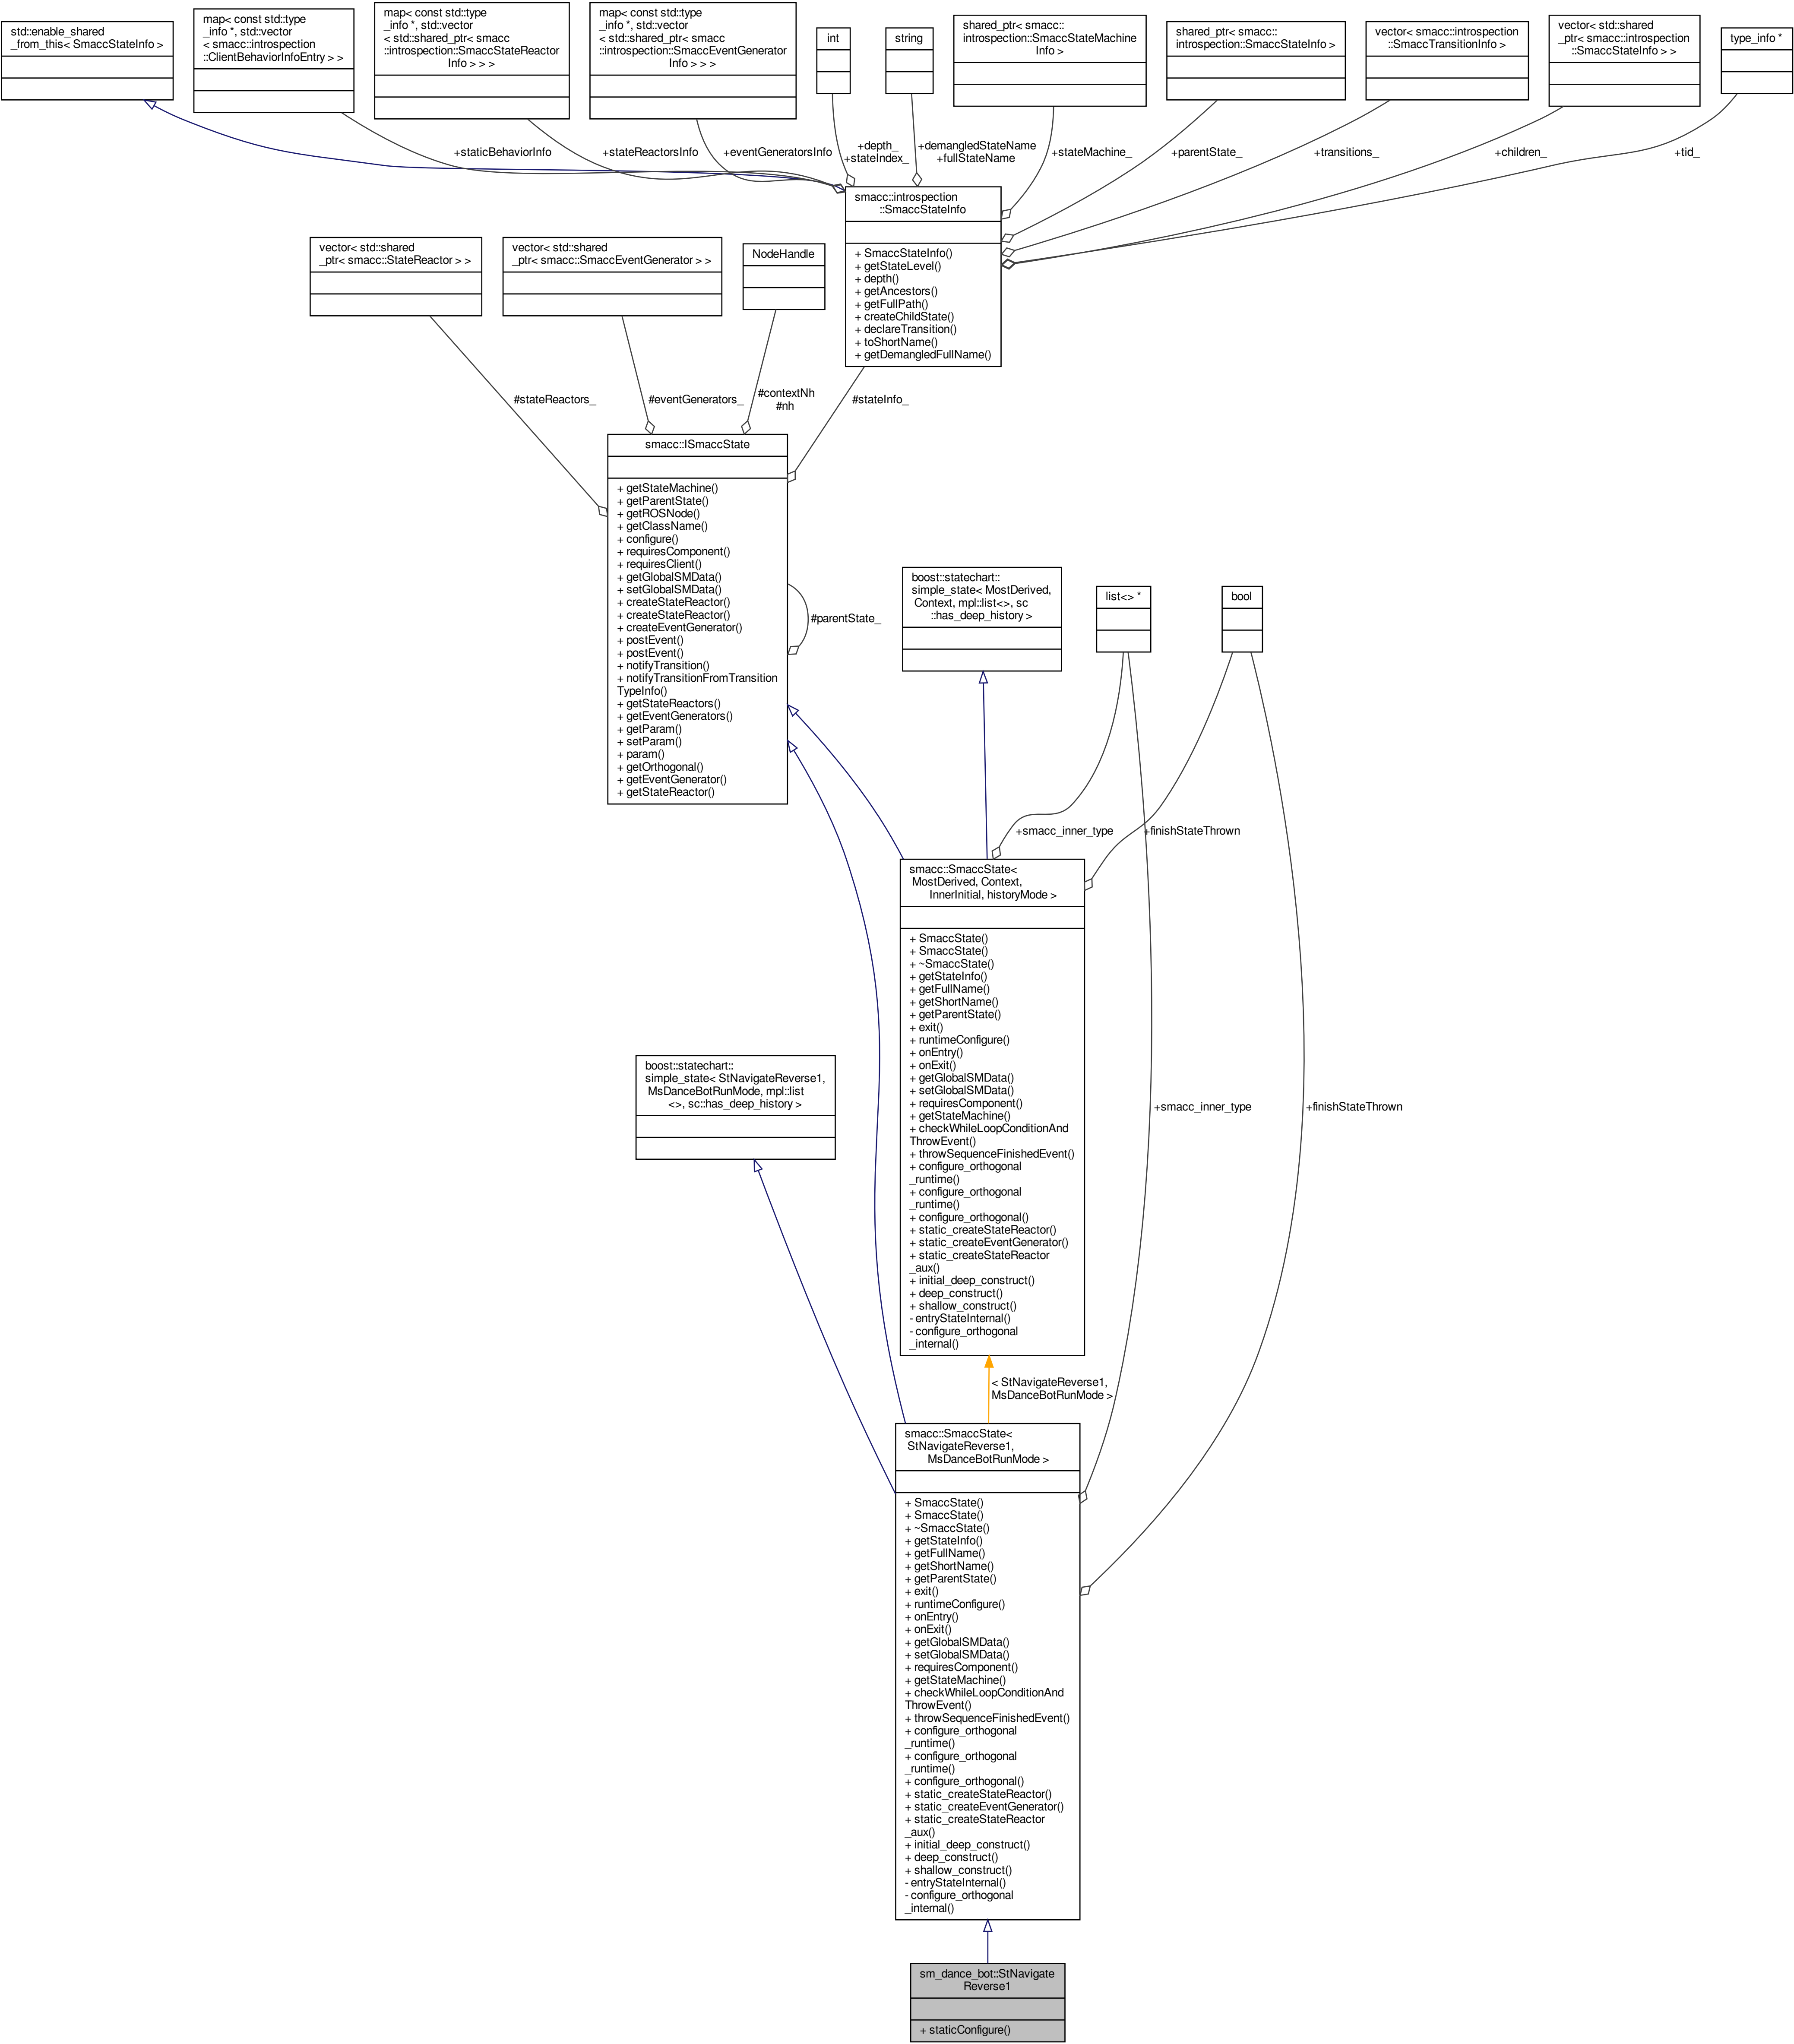 std::enable_shared
_from_this< SmaccStateInfo >
map< const std::type
_info *, std::vector
< smacc::introspection
::ClientBehaviorInfoEntry > >
map< const std::type
_info *, std::vector
< std::shared_ptr< smacc
::introspection::SmaccStateReactor
Info > > >
map< const std::type
_info *, std::vector
< std::shared_ptr< smacc
::introspection::SmaccEventGenerator
Info > > >
int
string
shared_ptr< smacc::
introspection::SmaccStateMachine
Info >
shared_ptr< smacc::
introspection::SmaccStateInfo >
vector< smacc::introspection
::SmaccTransitionInfo >
vector< std::shared
_ptr< smacc::introspection
::SmaccStateInfo > >
type_info *
+staticBehaviorInfo
+stateReactorsInfo
+eventGeneratorsInfo
+depth_
+stateIndex_
+demangledStateName
+fullStateName
+stateMachine_
+parentState_
+transitions_
+children_
+tid_
smacc::introspection
::SmaccStateInfo
+ SmaccStateInfo()
+ getStateLevel()
+ depth()
+ getAncestors()
+ getFullPath()
+ createChildState()
+ declareTransition()
+ toShortName()
+ getDemangledFullName()
vector< std::shared
_ptr< smacc::StateReactor > >
vector< std::shared
_ptr< smacc::SmaccEventGenerator > >
NodeHandle
#stateReactors_
#eventGenerators_
#contextNh
#nh
#stateInfo_
smacc::ISmaccState
+ getStateMachine()
+ getParentState()
+ getROSNode()
+ getClassName()
+ configure()
+ requiresComponent()
+ requiresClient()
+ getGlobalSMData()
+ setGlobalSMData()
+ createStateReactor()
+ createStateReactor()
+ createEventGenerator()
+ postEvent()
+ postEvent()
+ notifyTransition()
+ notifyTransitionFromTransition
TypeInfo()
+ getStateReactors()
+ getEventGenerators()
+ getParam()
+ setParam()
+ param()
+ getOrthogonal()
+ getEventGenerator()
+ getStateReactor()
#parentState_
boost::statechart::
simple_state< MostDerived,
Context, mpl::list<>, sc
::has_deep_history >
list<> *
bool
+smacc_inner_type
+finishStateThrown
smacc::SmaccState<
MostDerived, Context,
InnerInitial, historyMode >
+ SmaccState()
+ SmaccState()
+ ~SmaccState()
+ getStateInfo()
+ getFullName()
+ getShortName()
+ getParentState()
+ exit()
+ runtimeConfigure()
+ onEntry()
+ onExit()
+ getGlobalSMData()
+ setGlobalSMData()
+ requiresComponent()
+ getStateMachine()
+ checkWhileLoopConditionAnd
ThrowEvent()
+ throwSequenceFinishedEvent()
+ configure_orthogonal
_runtime()
+ configure_orthogonal
_runtime()
+ configure_orthogonal()
+ static_createStateReactor()
+ static_createEventGenerator()
+ static_createStateReactor
_aux()
+ initial_deep_construct()
+ deep_construct()
+ shallow_construct()
- entryStateInternal()
- configure_orthogonal
_internal()
boost::statechart::
simple_state< StNavigateReverse1,
MsDanceBotRunMode, mpl::list
<>, sc::has_deep_history >
+smacc_inner_type
+finishStateThrown
< StNavigateReverse1,
MsDanceBotRunMode >
smacc::SmaccState<
StNavigateReverse1,
MsDanceBotRunMode >
+ SmaccState()
+ SmaccState()
+ ~SmaccState()
+ getStateInfo()
+ getFullName()
+ getShortName()
+ getParentState()
+ exit()
+ runtimeConfigure()
+ onEntry()
+ onExit()
+ getGlobalSMData()
+ setGlobalSMData()
+ requiresComponent()
+ getStateMachine()
+ checkWhileLoopConditionAnd
ThrowEvent()
+ throwSequenceFinishedEvent()
+ configure_orthogonal
_runtime()
+ configure_orthogonal
_runtime()
+ configure_orthogonal()
+ static_createStateReactor()
+ static_createEventGenerator()
+ static_createStateReactor
_aux()
+ initial_deep_construct()
+ deep_construct()
+ shallow_construct()
- entryStateInternal()
- configure_orthogonal
_internal()
sm_dance_bot::StNavigate
Reverse1
+ staticConfigure()